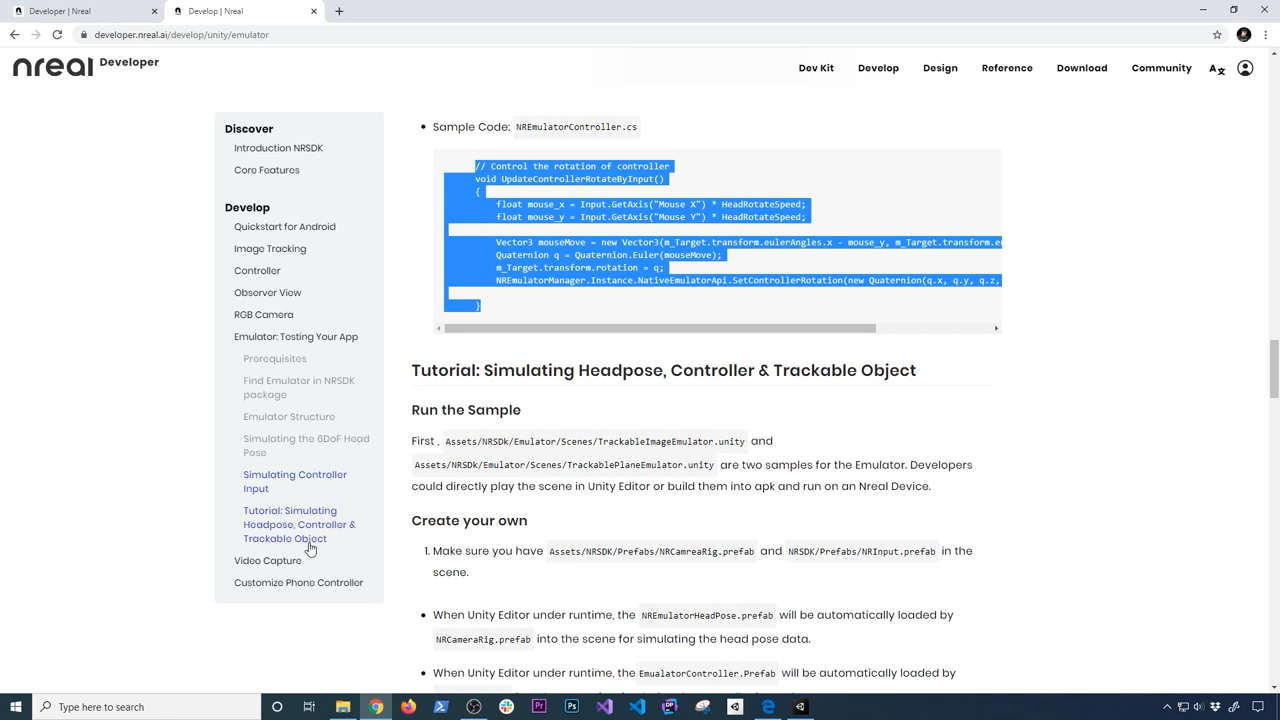 Developer | Nreal
Develop | Nreal
developer.nreal.ai/develop/unity/emulator
nreal Developer
Dev Kit
Develop
Design
Reference
Download
Community
Discover
Introduction NRSDK
Core Features
Develop
Quickstart for Android
Image Tracking
Controller
Observer View
RGB Camera
Emulator: Testing Your App
Prerequisites
Find Emulator in NRSDK
package
Emulator Structure
Simulating the 6DoF Head
Pose
Simulating Controller
Input
Tutorial: Simulating
Headpose, Controller &
Trackable Object
Video Capture
Customize Phone Controller
Sample Code: NREmulatorController.cs
// Control the rotation of controller
void UpdateControllerRotateByInput()
{
float mouse_x = Input.GetAxis("Mouse X") * HeadRotateSpeed;
float mouse_y = Input.GetAxis("Mouse Y") * HeadRotateSpeed;
Vector3 mouseMove = new Vector3(m_Target.transform.eulerAngles.x - mouse_y, m_Target.transform.e
Quaternion q = Quaternion.Euler(mouseMove);
m_Target.transform.rotation = q;
NREmulatorManager.Instance.NativeEmulatorApi.SetControllerRotation(new Quaternion(q.x, q.y, q.z,
}
Tutorial: Simulating Headpose, Controller & Trackable Object
Run the Sample
First , Assets/NRSDk/Emulator/Scenes/TrackableImageEmulator.unity and
Assets/NRSDk/Emulator/Scenes/TrackablePlaneEmulator.unity are two samples for the Emulator. Developers
could directly play the scene in Unity Editor or build them into apk and run on an Nreal Device.
Create your own
1. Make sure you have Assets/NRSDK/Prefabs/NRCamreaRig.prefab and NRSDK/Prefabs/NRInput.prefab in the
scene.
When Unity Editor under runtime, the NREmulatorHeadPose.prefab will be automatically loaded by
NRCameraRig.prefab into the scene for simulating the head pose data.
When Unity Editor under runtime, the EmualatorController.Prefab will be automatically loaded by
Type here to search